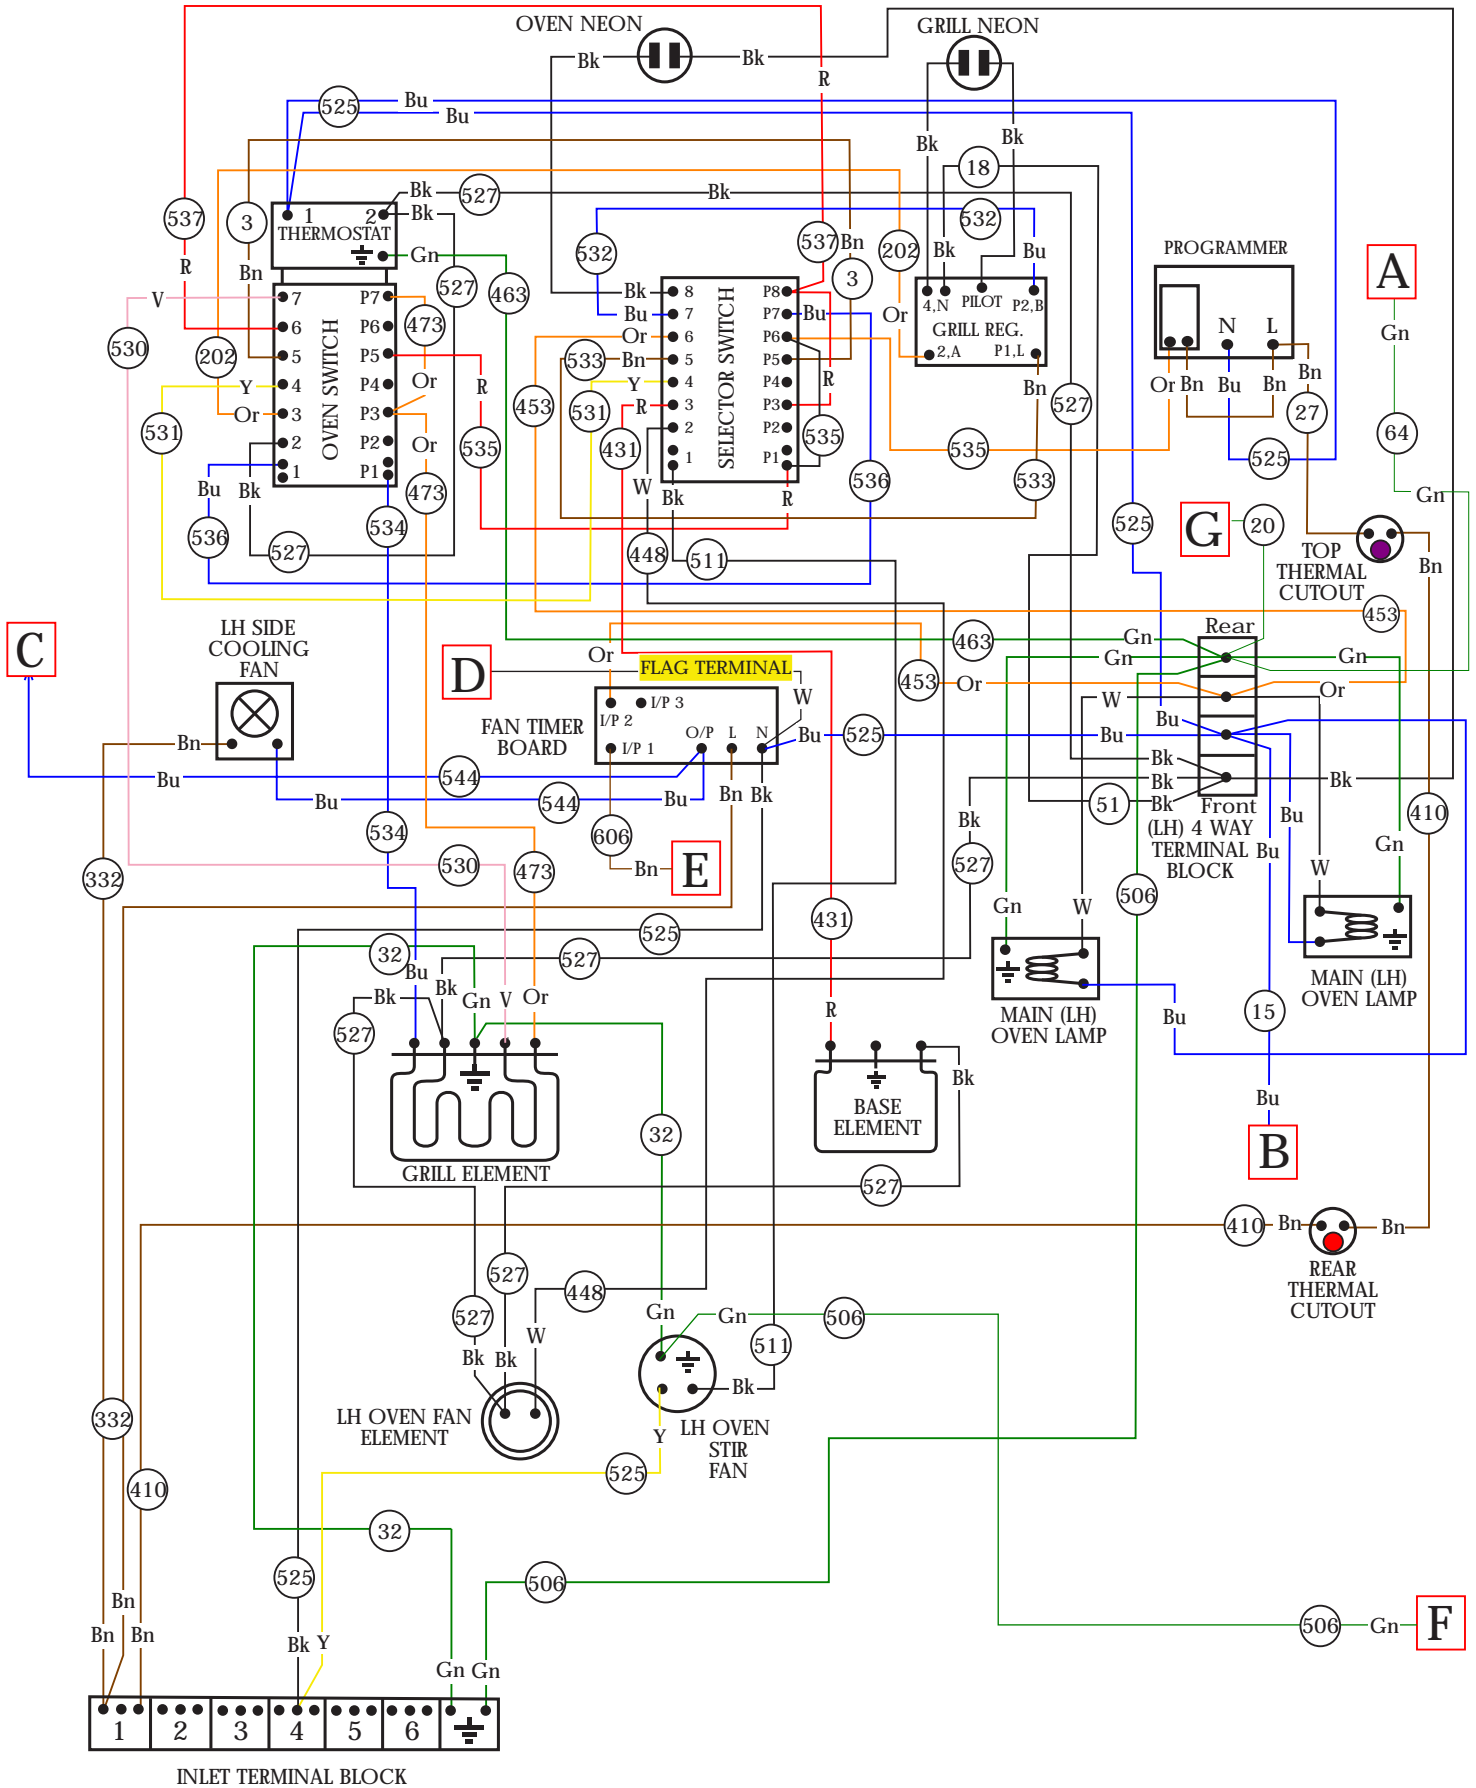 OVEN NEON
GRILL NEON
Bk
Bk
R
525
Bu
Bu
Bk
Bk
18
Bk
527
Bk
Bk
537
3
1
2
THERMOSTAT
Gn
532
532
537
Bn
202
Bk
Bu
PROGRAMMER
A
R
Bn
527
463
3
V
7
P7
473
Bk
8
SELECTOR SWITCH
P8
4,N
PILOT
P2,B
Bu
7
P7
Bu
Or
GRILL REG.
N
L
Gn
530
202
6
P6
Or
6
P6
2,A
P1,L
5
OVEN SWITCH
P5
533
Bn
5
P5
Bn
Y
4
P4
Or
R
Y
4
P4
R
Bn
Or
Bn
Bu
Bn
Or
3
P3
453
531
R
3
P3
527
27
64
531
2
P2
Or
535
431
2
P2
535
535
525
1
P1
1
P1
Bu
Bk
473
W
Bk
R
536
533
Gn
536
527
534
448
511
525
G
20
TOP
THERMAL
CUTOUT
Bn
453
C
LH SIDE
COOLING
FAN
463
Gn
Rear
Or
D
FLAG TERMINAL
Gn
Gn
453
Or
W
Or
W
I/P 3
I/P 2
FAN TIMER
BOARD
O/P
L
N
Bu
Bn
I/P 1
Bu
525
Bu
Bk
Bu
544
Bk
Bk
Bu
544
Bu
Bn
Bk
51
Bk
Front
410
534
606
Bk
(LH) 4 WAY
TERMINAL
BLOCK
Bu
Bu
Gn
332
530
473
Bn
E
527
506
W
Gn
W
32
525
431
527
Bu
Bk
Bk
Gn
V
Or
MAIN (LH)
OVEN LAMP
527
R
MAIN (LH)
OVEN LAMP
Bu
15
Bk
Bu
32
BASE
ELEMENT
B
GRILL ELEMENT
527
410
Bn
Bn
527
448
REAR
THERMAL
CUTOUT
527
Gn
Gn
506
W
511
Bk
Bk
Bk
332
LH OVEN FAN
ELEMENT
Y
LH OVEN
STIR
FAN
410
525
32
525
506
Bn
506
Gn
F
Bn
Bn
Bk
Y
Gn
Gn
1
2
3
4
5
6
INLET TERMINAL BLOCK